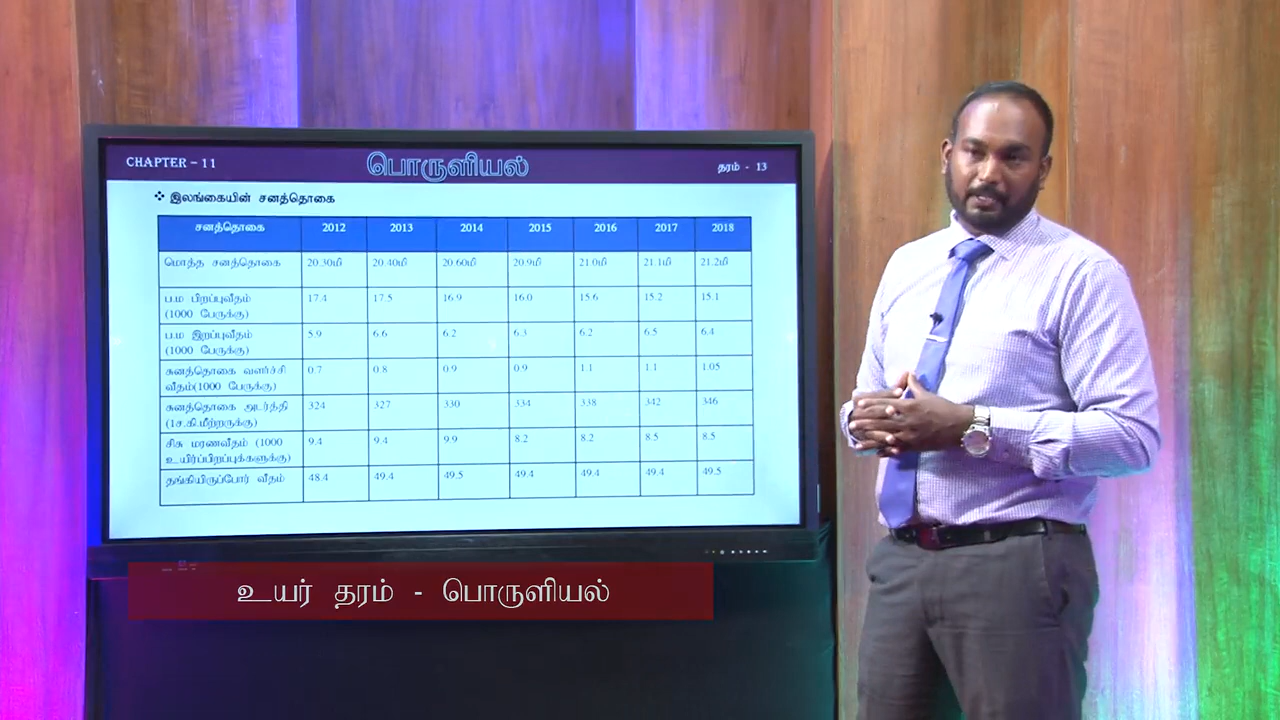 CHAPTER – 11 பொருளியல் தரம் - 13
❖ இலங்கையின் சனத்தொகை
சனத்தொகை 2012 2013 2014 2015 2016 2017 2018
மொத்த சனத்தொகை 20.30மி 20.40மி 20.60மி 20.9மி 21.0மி 21.1மி 21.2மி
ப.ம பிறப்புவீதம் 17.4 17.5 16.9 16.0 15.6 15.2 15.1
(1000 பேருக்கு)
ப.ம இறப்புவீதம் 5.9 6.6 6.2 6.3 6.2 6.5 6.4
(1000 பேருக்கு)
சனத்தொகை வளர்ச்சி 0.7 0.8 0.9 0.9 1.1 1.1 1.05
வீதம்(1000 பேருக்கு)
சனத்தொகை அடர்த்தி 324 327 330 334 338 342 346
(1ச.கி.மீற்றருக்கு)
சிசு மரணவீதம் (1000 9.4 9.4 9.9 8.2 8.2 8.5 8.5
உயிர்ப்பிறப்புக்களுக்கு)
தங்கியிருப்போர் வீதம் 48.4 49.4 49.5 49.4 49.4 49.4 49.5
உயர் தரம் - பொருளியல்